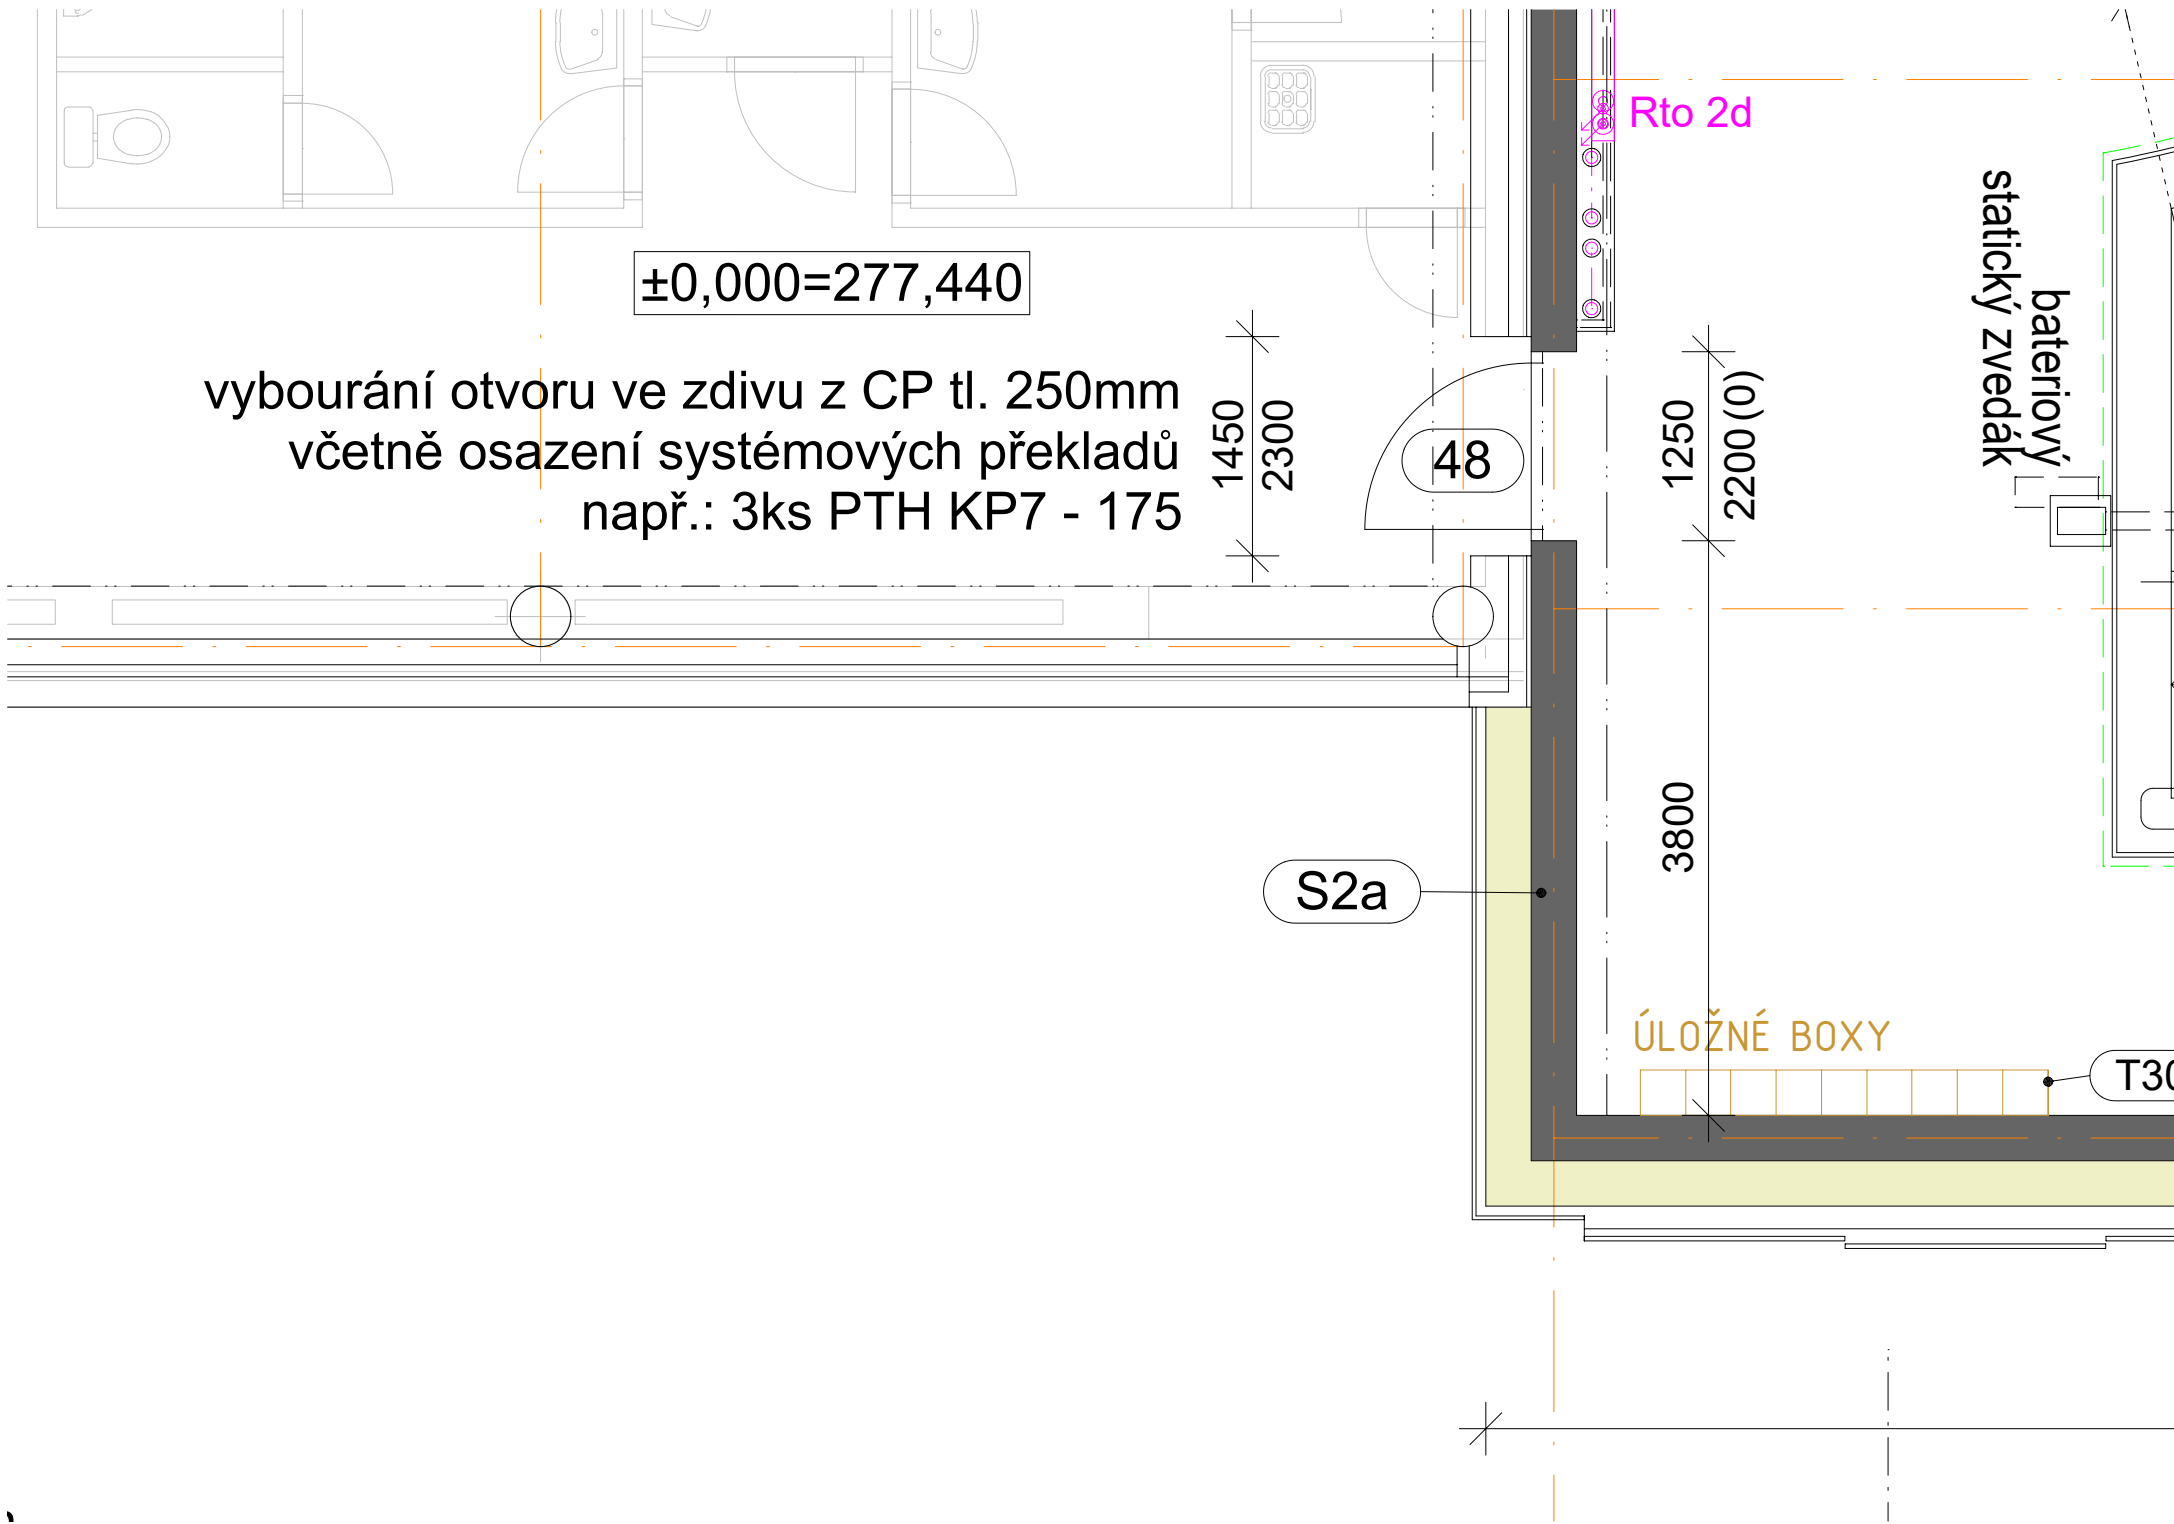 Rto 2d
±0,000=277,440
vybourání otvoru ve zdivu z CP tl. 250mm
včetně osazení systémových překladů
např.: 3ks PTH KP7 - 175
1450
2300
48
1250
2200(0)
bateriový
statický zvedák
3800
S2a
ÚLOŽNÉ BOXY